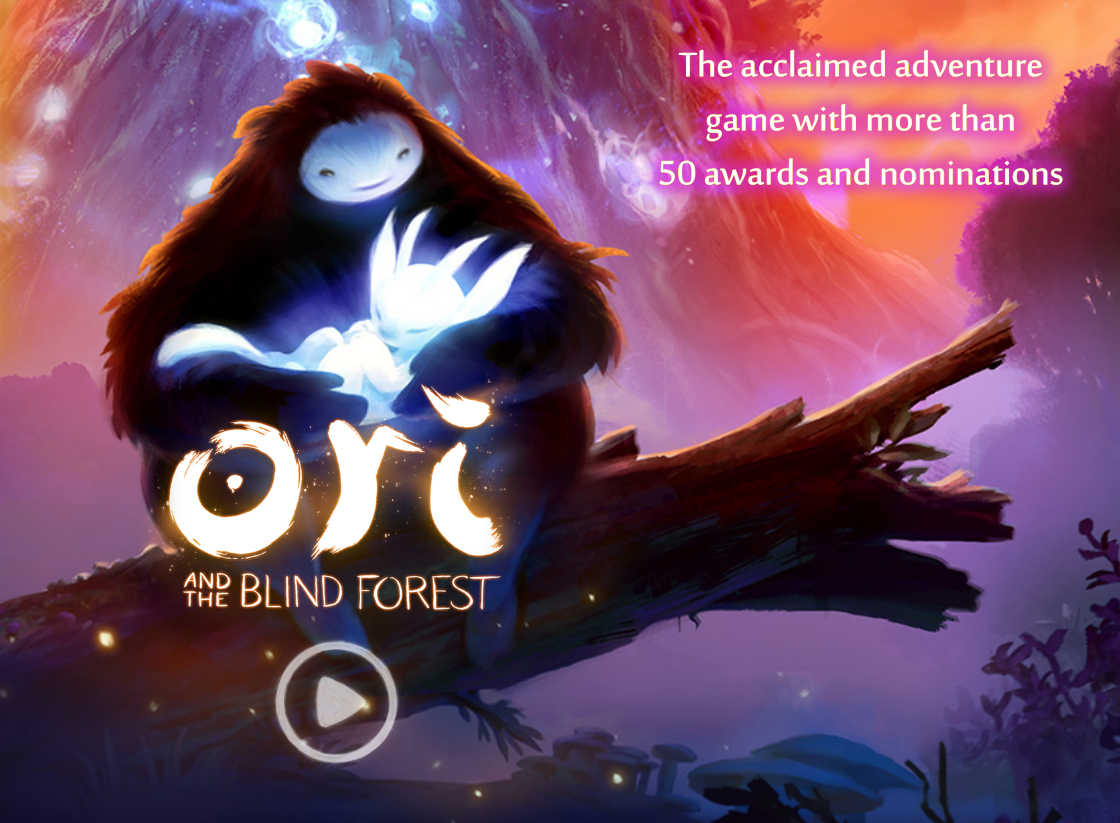 The acclaimed adventure
game with more than
50 awards and nominations
ori
AND THE BLIND FOREST